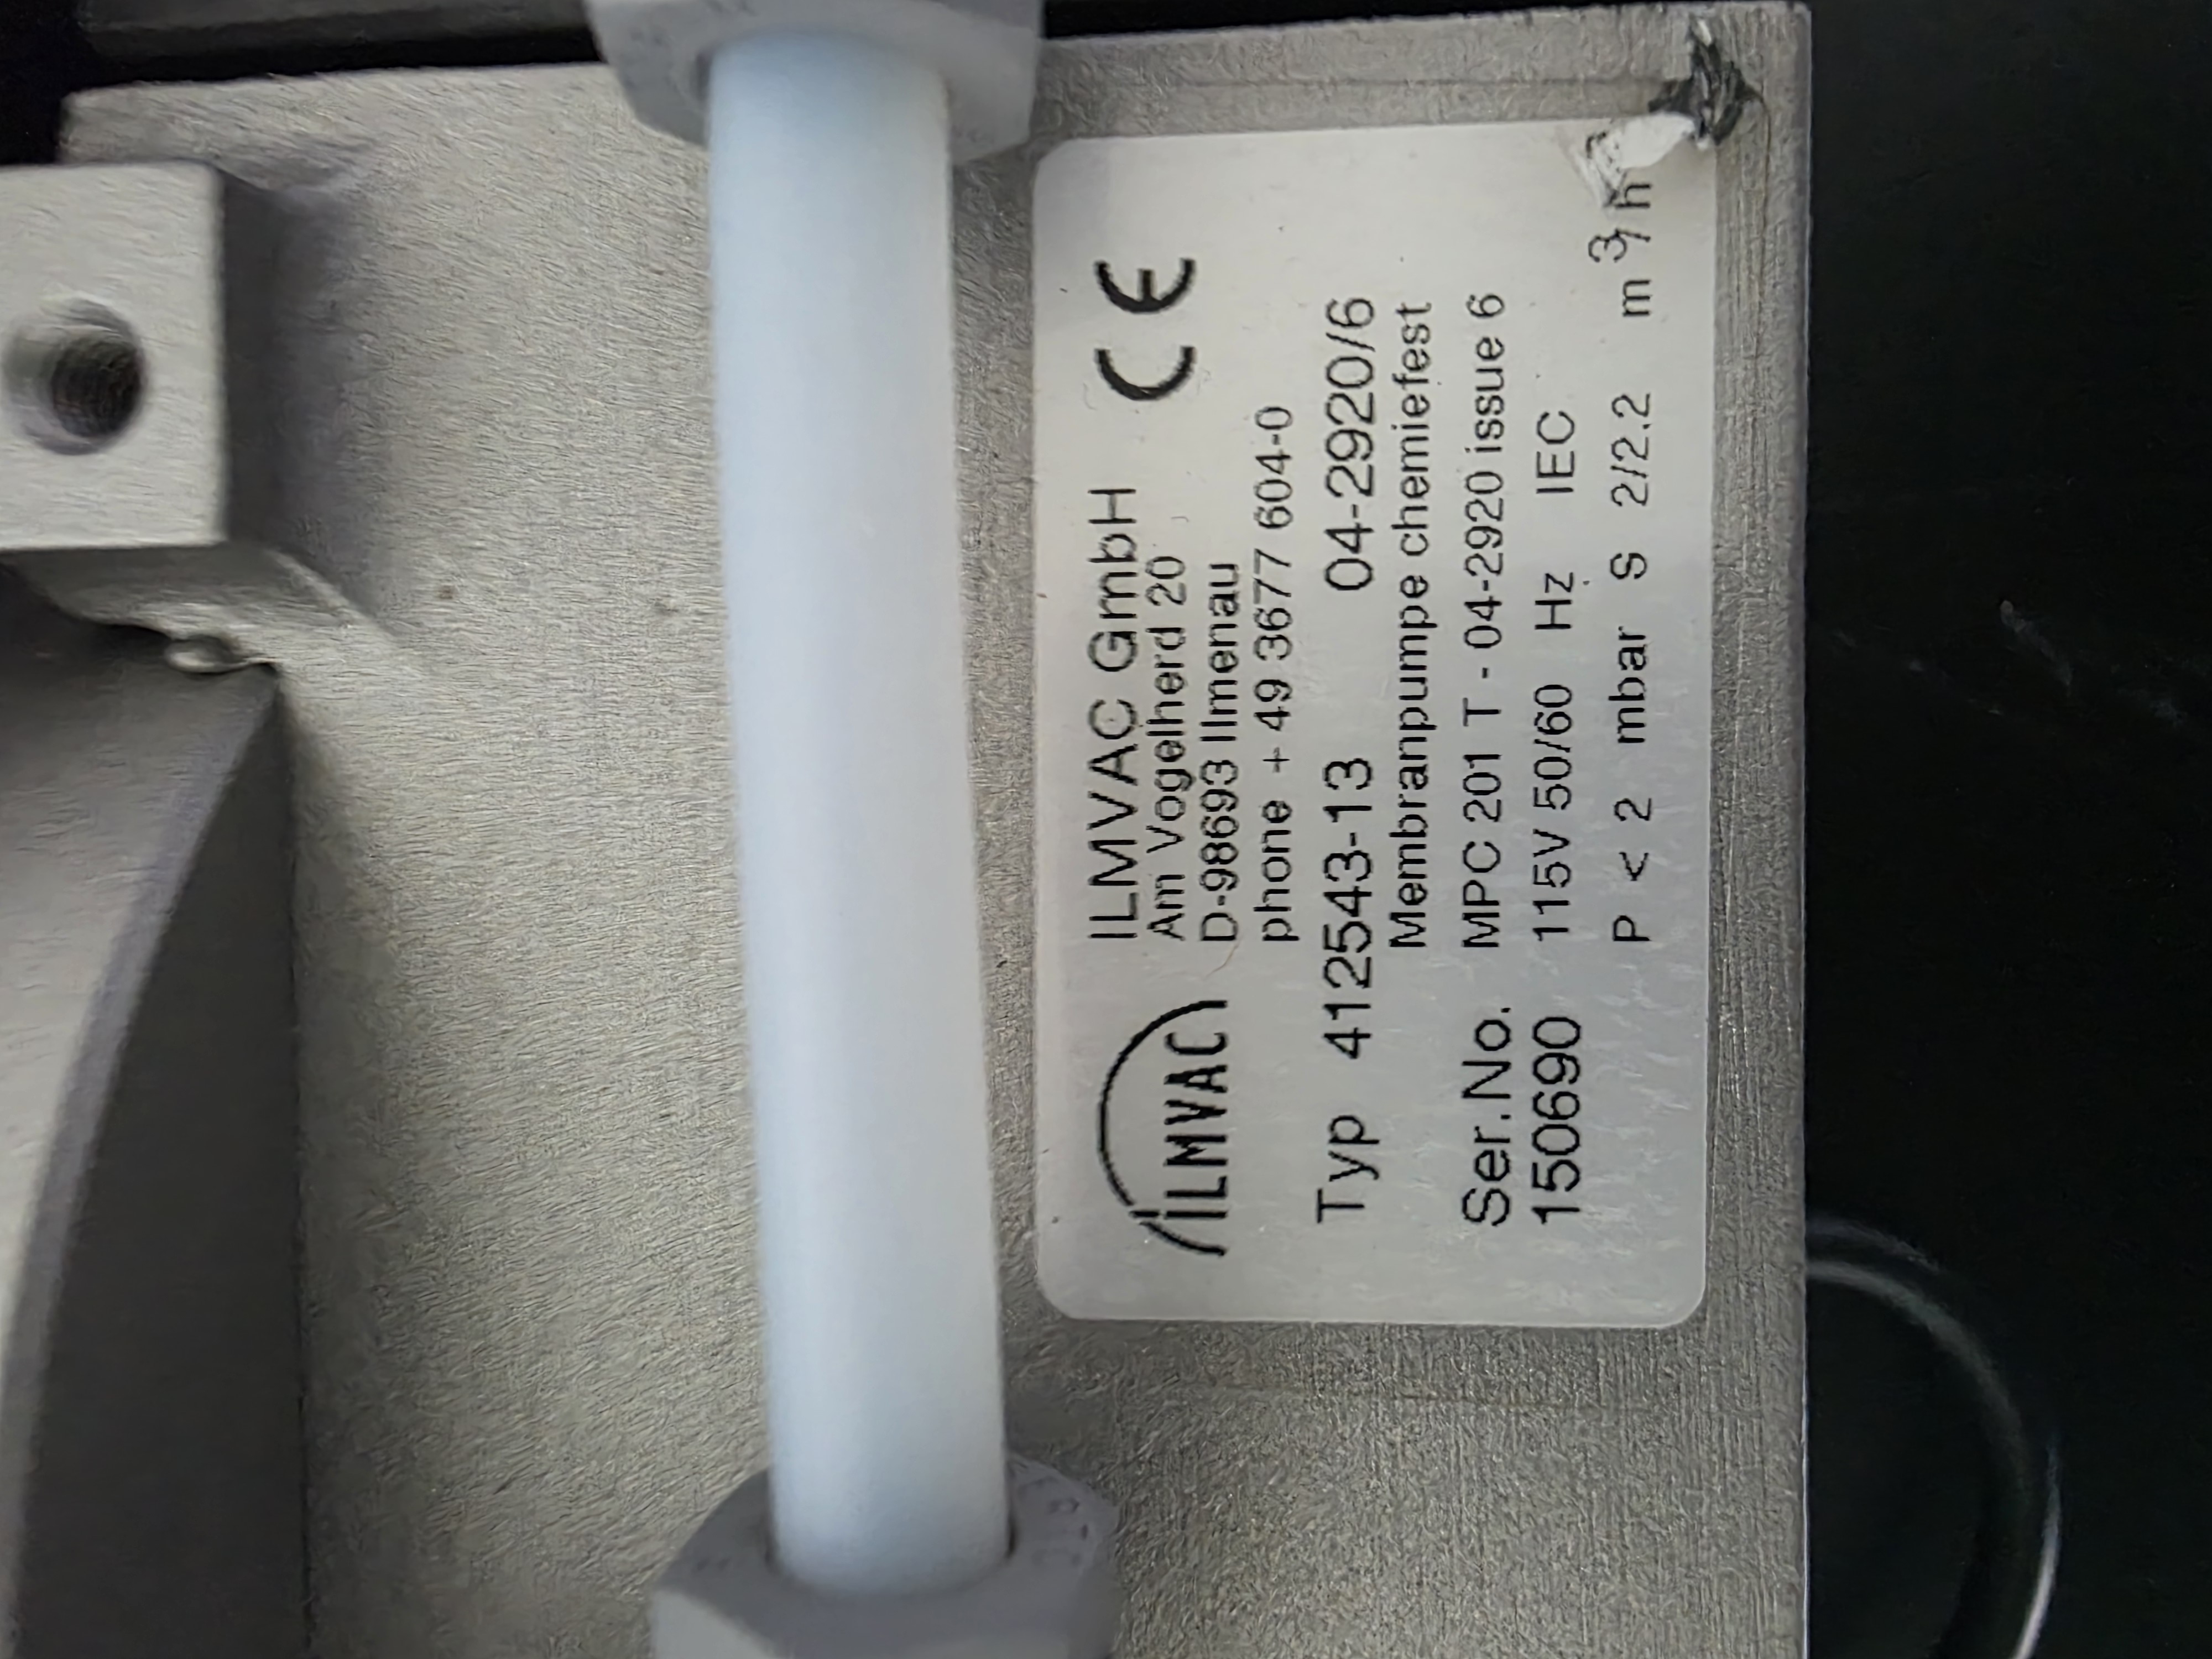 ILMVAC
ILMVAC GmbH CE
Am Vogelherd 20
D-98693 Ilmenau
phone + 49 3677 604-0
Typ 412543-13 04-2920/6
Membranpumpe chemiefest
Ser.No. MPC 201 T - 04-2920 issue 6
150690 115V 50/60 Hz IEC
P < 2 mbar S 2/2.2 m³/h